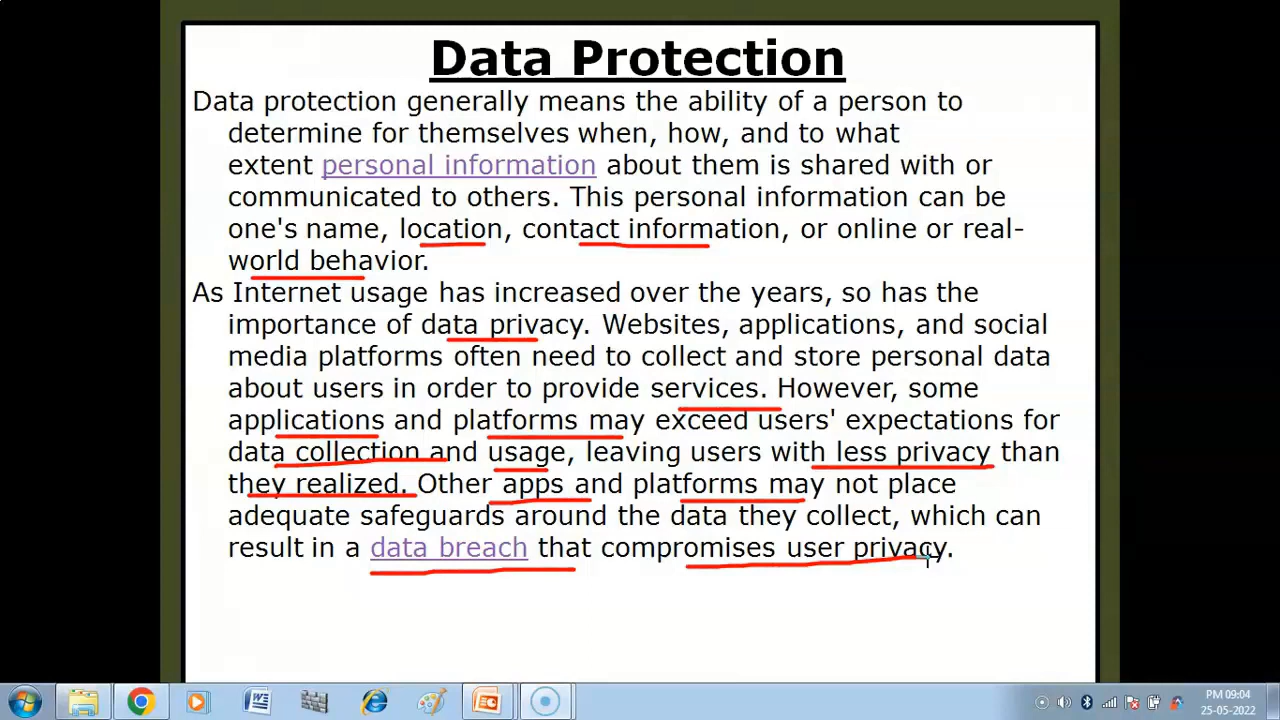 Data Protection
Data protection generally means the ability of a person to
determine for themselves when, how, and to what
extent personal information about them is shared with or
communicated to others. This personal information can be
one's name, location, contact information, or online or real-
world behavior.
As Internet usage has increased over the years, so has the
importance of data privacy. Websites, applications, and social
media platforms often need to collect and store personal data
about users in order to provide services. However, some
applications and platforms may exceed users' expectations for
data collection and usage, leaving users with less privacy than
they realized. Other apps and platforms may not place
adequate safeguards around the data they collect, which can
result in a data breach that compromises user privacy.
PM 09:04
25-05-2022